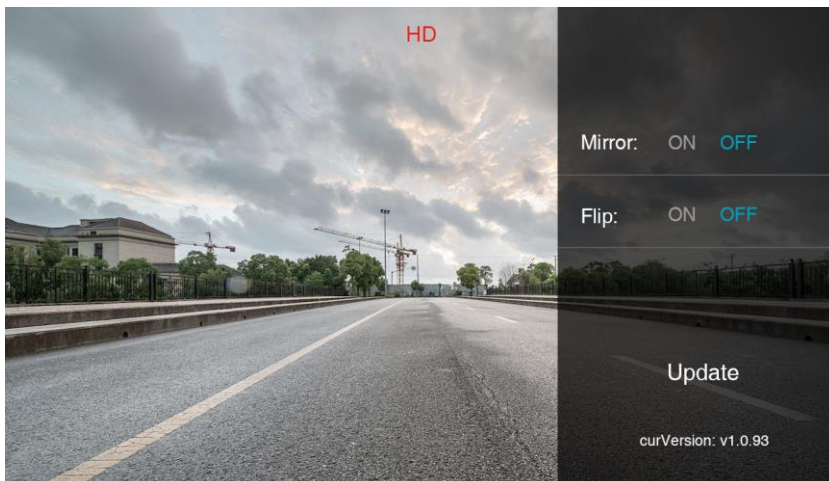 HD
Mirror: ON OFF
Flip: ON OFF
Update
curVersion: v1.0.93